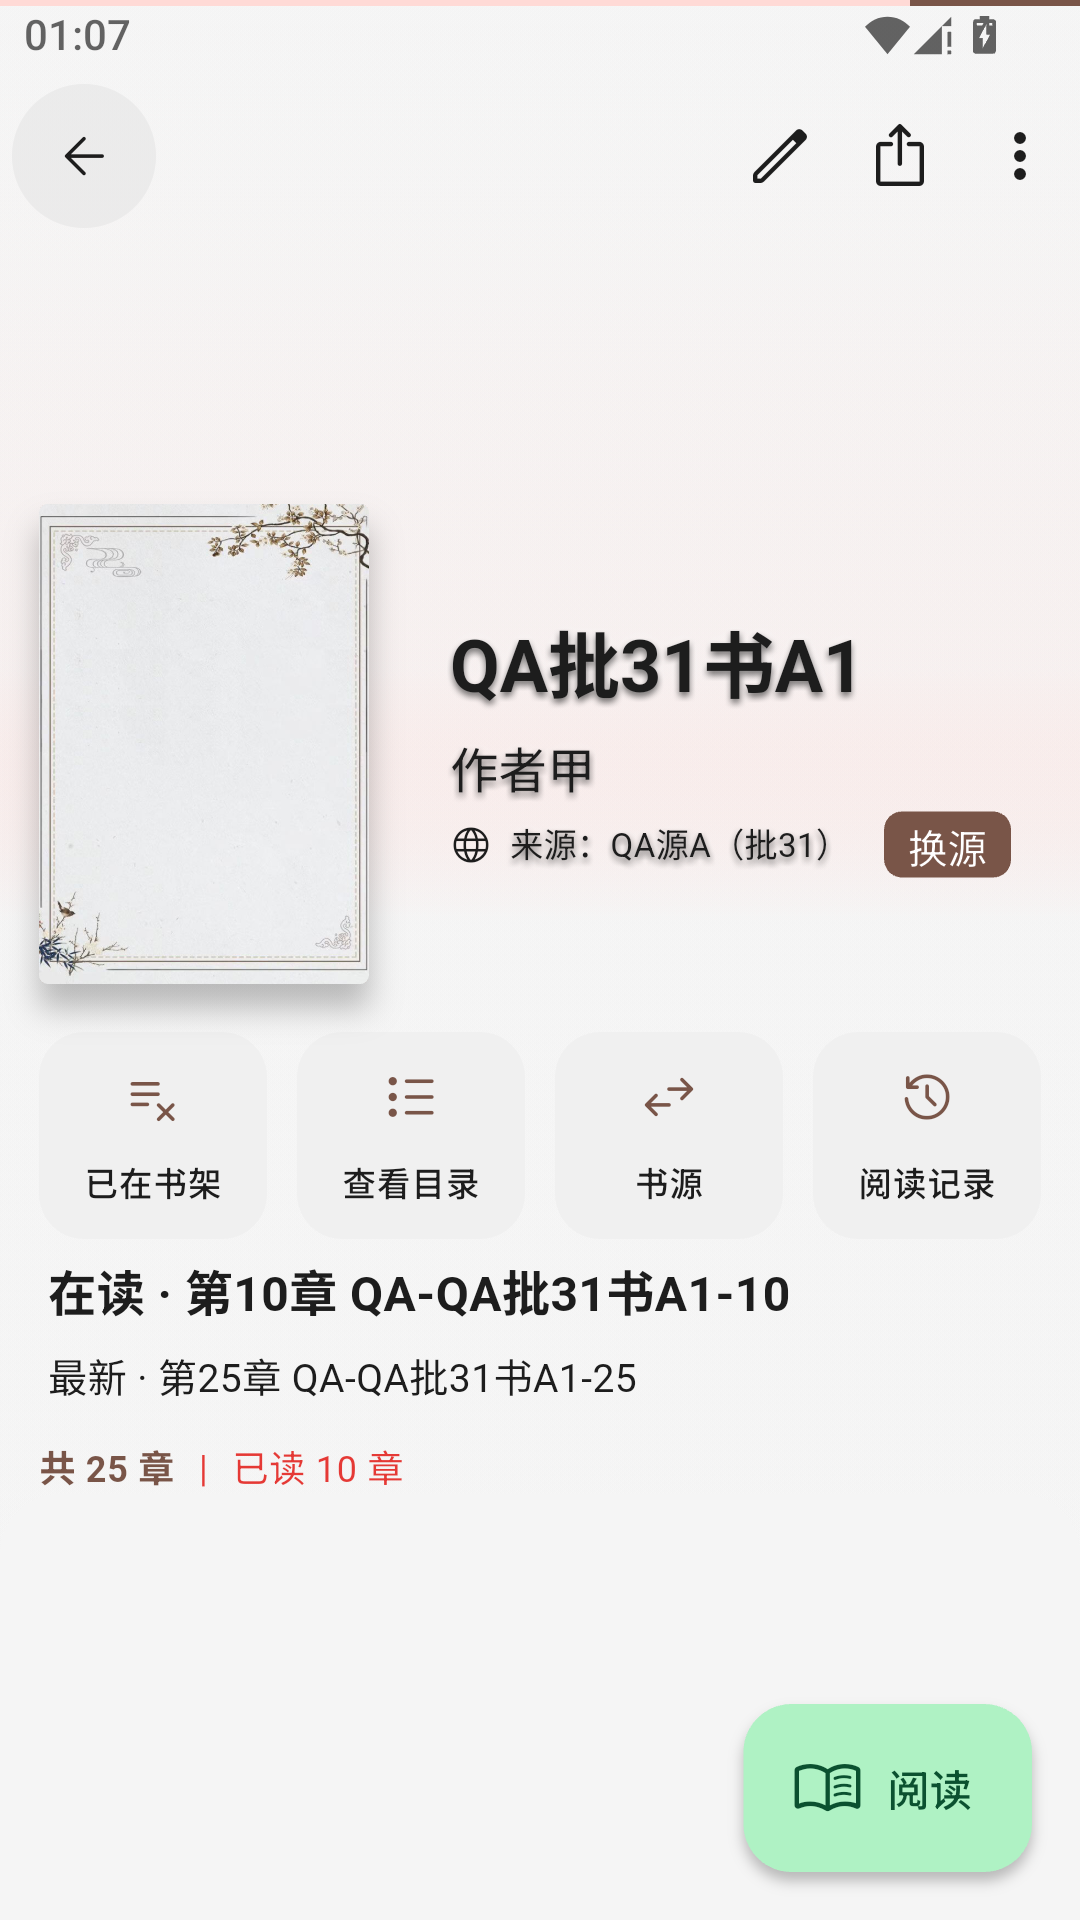 01:07
QA批31书A1
作者甲
来源：QA源A（批31）
换源
已在书架
查看目录
书源
阅读记录
在读 · 第10章 QA-QA批31书A1-10
最新 · 第25章 QA-QA批31书A1-25
共 25 章 | 已读 10 章
阅读